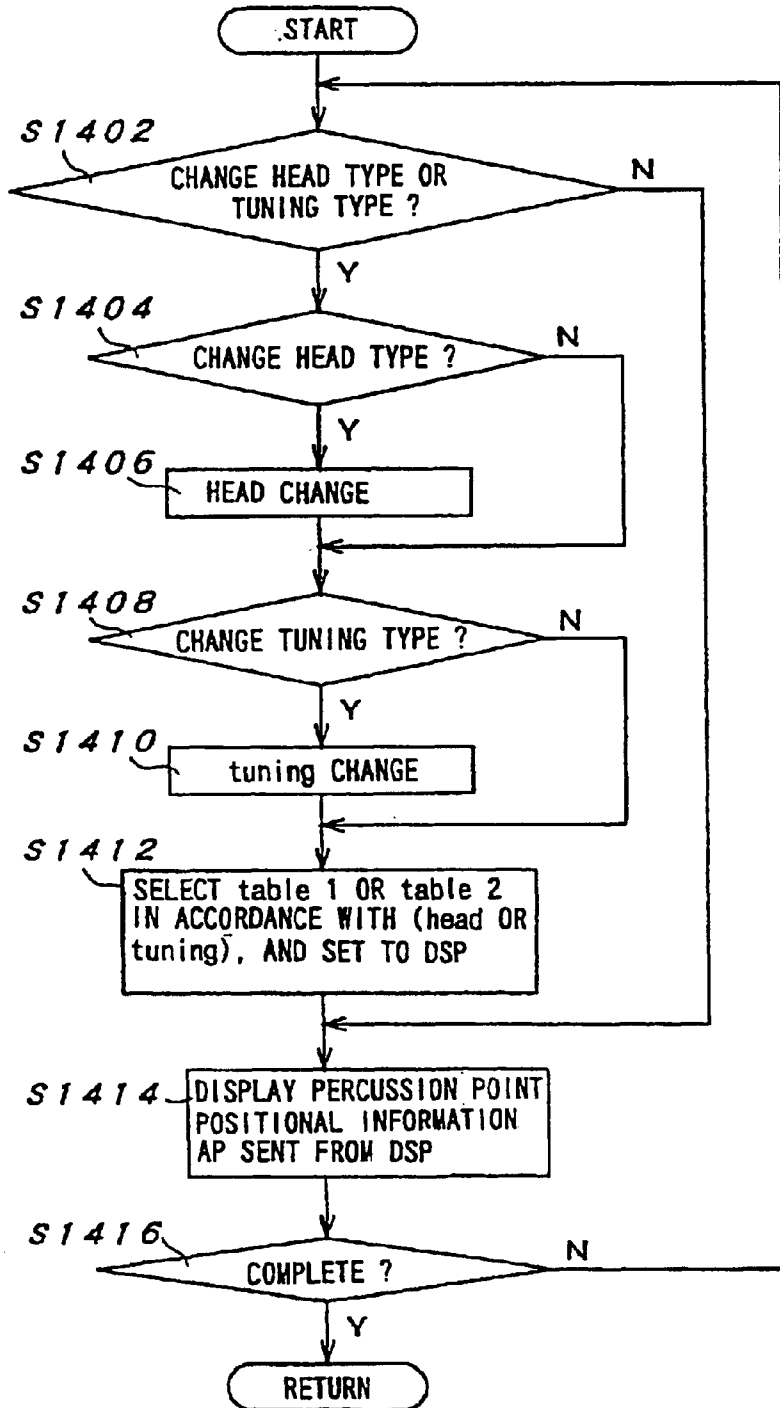 START
S1402
CHANGE HEAD TYPE OR
TUNING TYPE ?
N
Y
S1404
CHANGE HEAD TYPE ?
N
Y
S1406
HEAD CHANGE
S1408
CHANGE TUNING TYPE ?
N
Y
S1410
tuning CHANGE
S1412
SELECT table 1 OR table 2
IN ACCORDANCE WITH (head OR
tuning), AND SET TO DSP
S1414
DISPLAY PERCUSSION POINT
POSITIONAL INFORMATION
AP SENT FROM DSP
S1416
COMPLETE ?
N
Y
RETURN